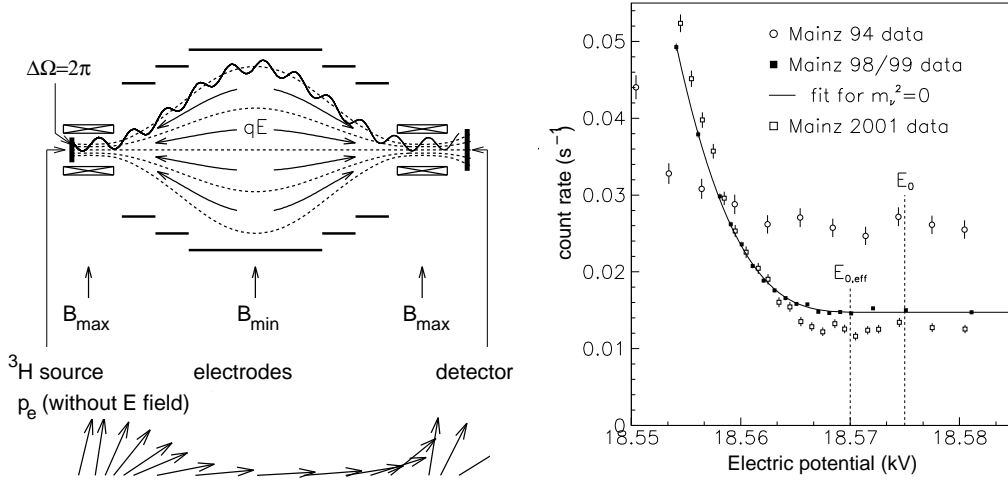 ΔΩ=2π
qE
B_max
B_min
B_max
³H source
electrodes
detector
p_e (without E field)
count rate (s⁻¹)
0.05
0.04
0.03
0.02
0.01
0
○ Mainz 94 data
■ Mainz 98/99 data
— fit for m_ν²=0
□ Mainz 2001 data
E_0
E_0,eff
18.55
18.56
18.57
18.58
Electric potential (kV)